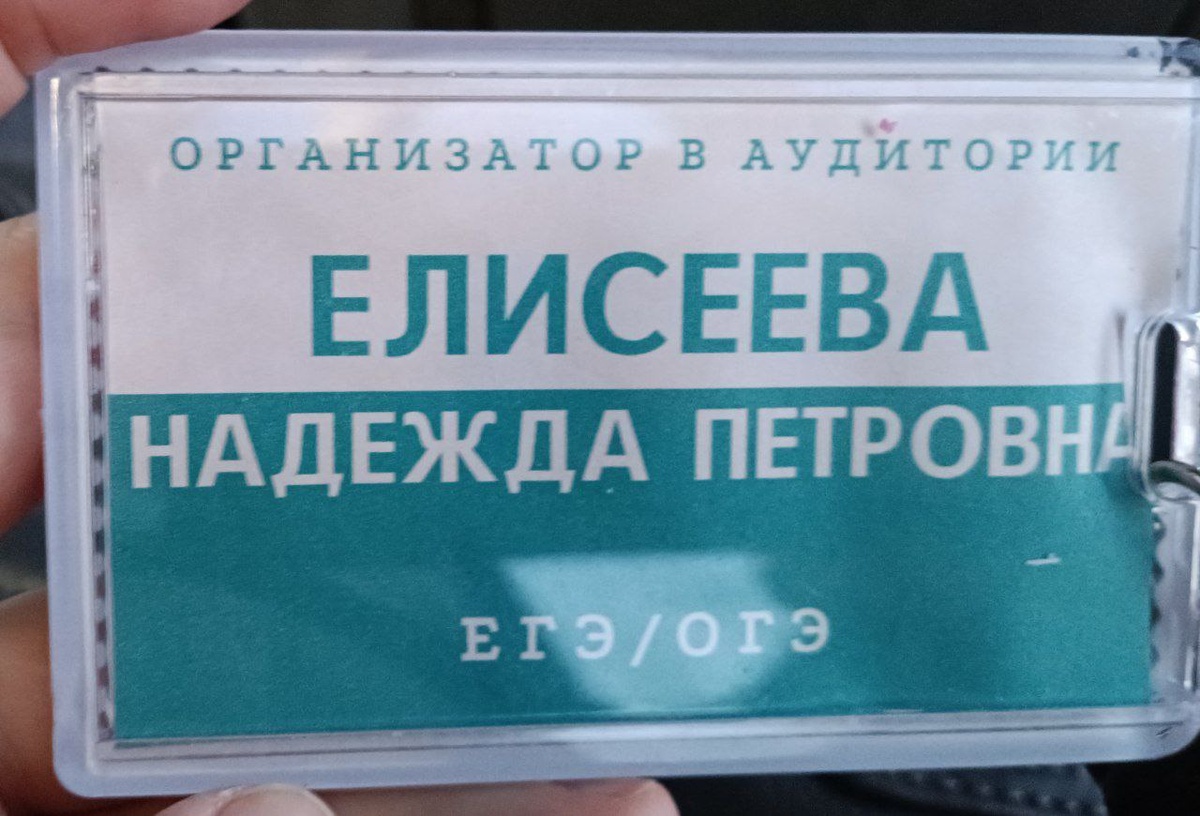 ОРГАНИЗАТОР В АУДИТОРИИ
ЕЛИСЕЕВА
НАДЕЖДА ПЕТРОВНА
ЕГЭ/ОГЭ